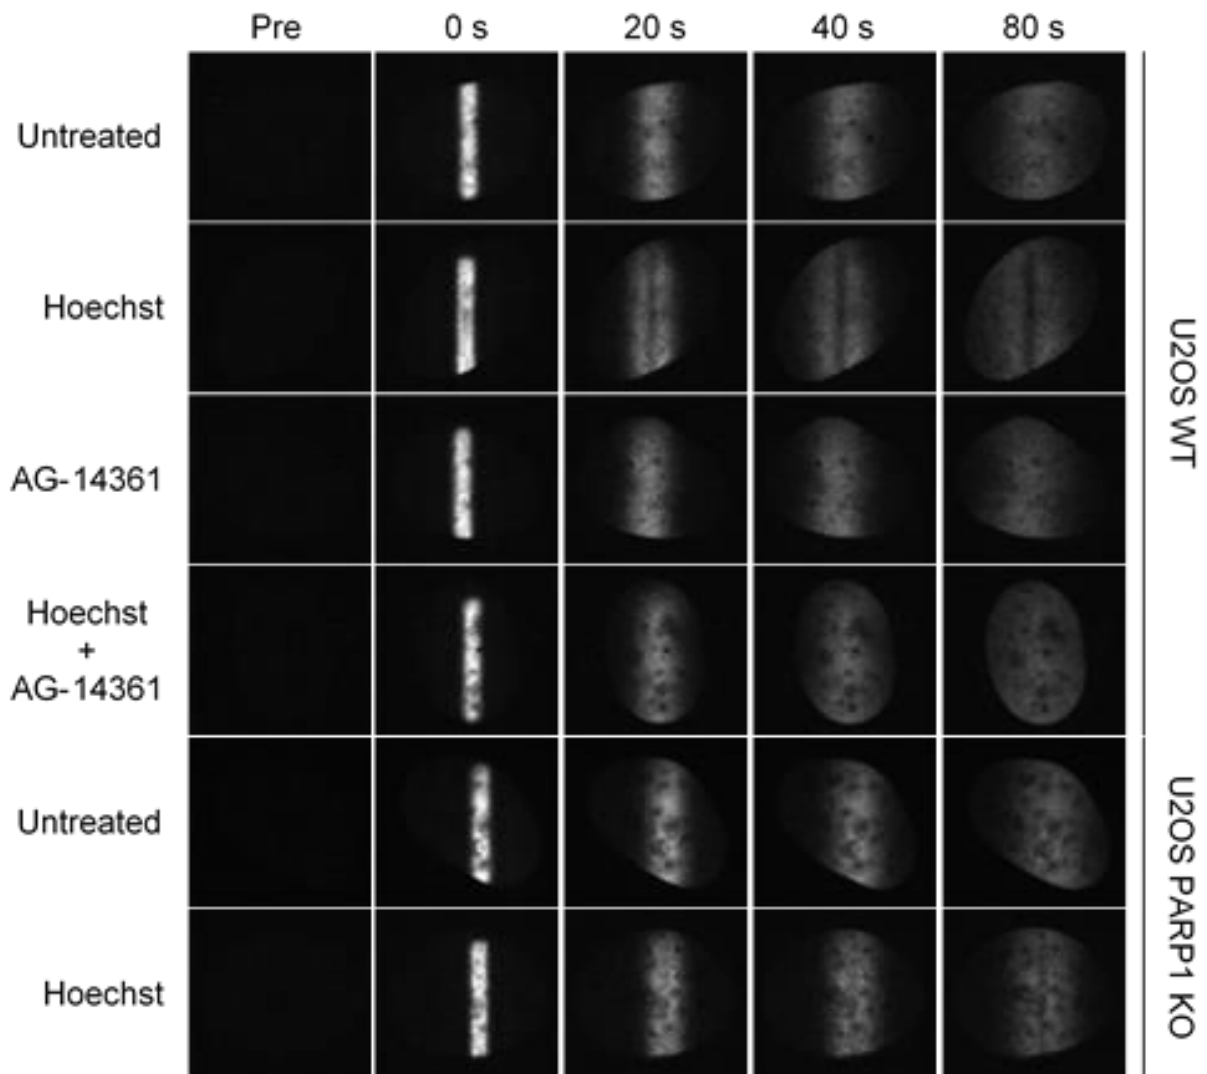 Pre 0 s 20 s 40 s 80 s
Untreated
Hoechst
AG-14361
Hoechst
+
AG-14361
Untreated
Hoechst
U2OS WT
U2OS PARP1 KO